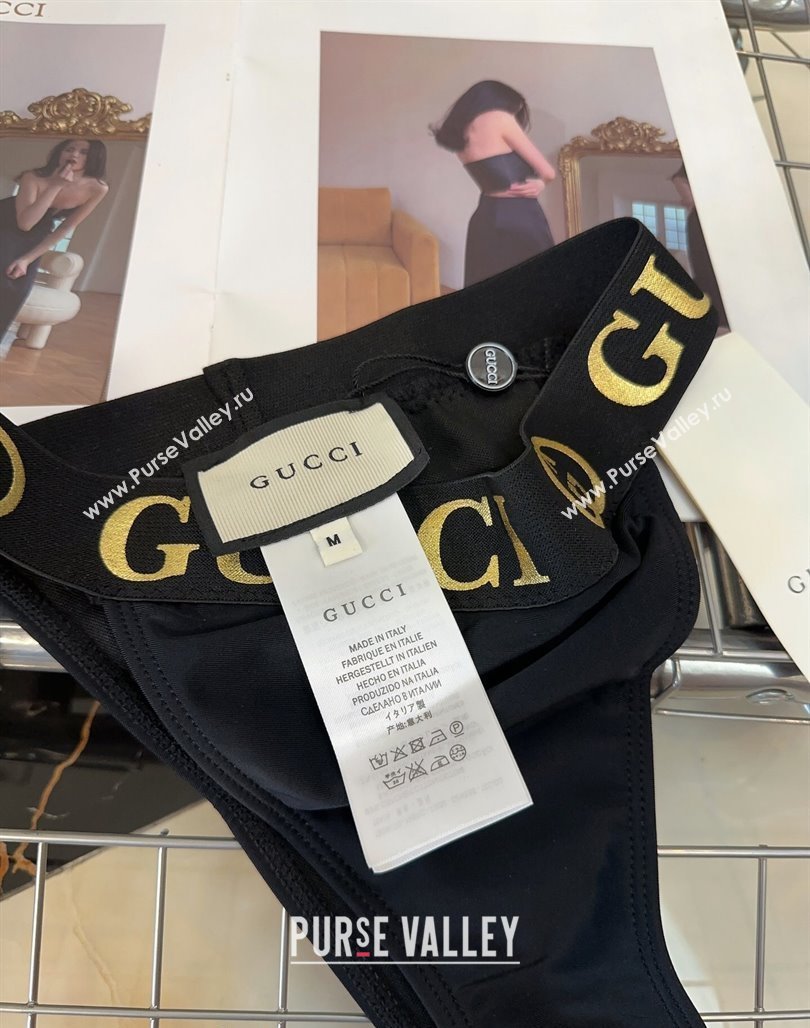 CCI
GUCCI
GU
GUCCI
GUCCI
M
GUCCI
MADE IN ITALY
FABRIQUE EN ITALIE
HERGESTELLT IN ITALIEN
HECHO EN ITALIA
PRODUZIDO NA ITALIA
СДЕЛАНО В ИТАЛИИ
イタリア製
产地:意大利
G
www.PurseValley.ru
www.PurseValley.ru
PURSE VALLEY